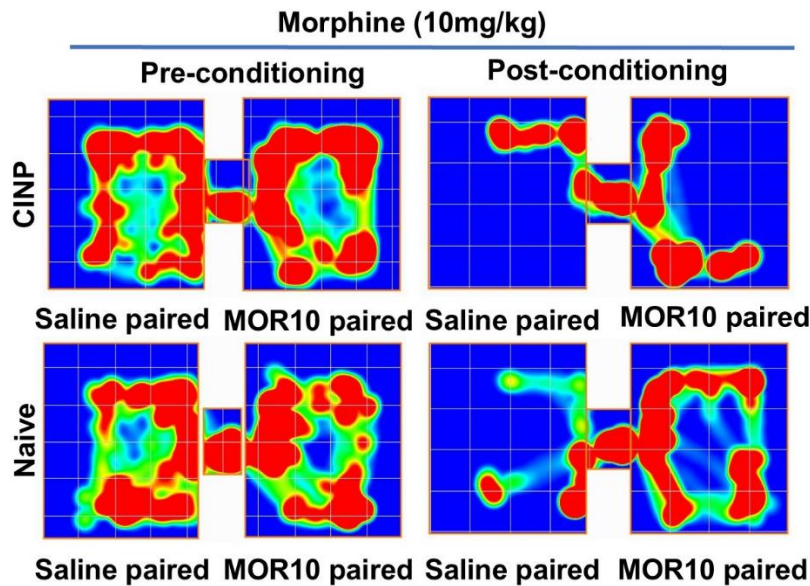 Morphine (10mg/kg)
Pre-conditioning Post-conditioning
CINP
Saline paired MOR10 paired Saline paired MOR10 paired
Naive
Saline paired MOR10 paired Saline paired MOR10 paired